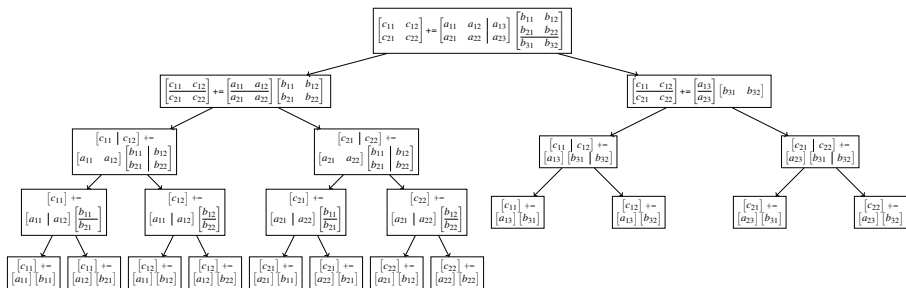 [c11 c12; c21 c22] += [a11 a12 | a13; a21 a22 | a23] [b11 b12; b21 b22; b31 b32]
[c11 c12; c21 c22] += [a11 a12; a21 a22] [b11 b12; b21 b22]
[c11 c12; c21 c22] += [a13; a23] [b31 b32]
[c11 | c12] +=
[a11 a12] [b11 | b12; b21 | b22]
[c21 | c22] +=
[a21 a22] [b11 | b12; b21 | b22]
[c11 | c12] +=
[a13] [b31 | b32]
[c21 | c22] +=
[a23] [b31 | b32]
[c11] +=
[a11 | a12] [b11; b21]
[c12] +=
[a11 | a12] [b12; b22]
[c21] +=
[a21 | a22] [b11; b21]
[c22] +=
[a21 | a22] [b12; b22]
[c11] +=
[a13] [b31]
[c12] +=
[a13] [b32]
[c21] +=
[a23] [b31]
[c22] +=
[a23] [b32]
[c11] +=
[a11] [b11]
[c11] +=
[a12] [b21]
[c12] +=
[a11] [b12]
[c12] +=
[a12] [b22]
[c21] +=
[a21] [b11]
[c21] +=
[a22] [b21]
[c22] +=
[a21] [b12]
[c22] +=
[a22] [b22]